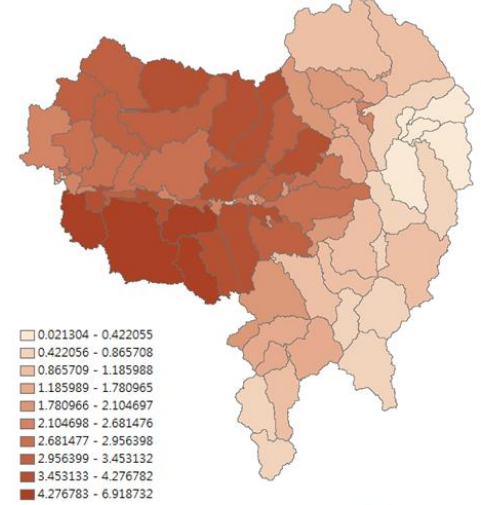 0.021304 - 0.422055
0.422056 - 0.865708
0.865709 - 1.185988
1.185989 - 1.780965
1.780966 - 2.104697
2.104698 - 2.681476
2.681477 - 2.956398
2.956399 - 3.453132
3.453133 - 4.276782
4.276783 - 6.918732